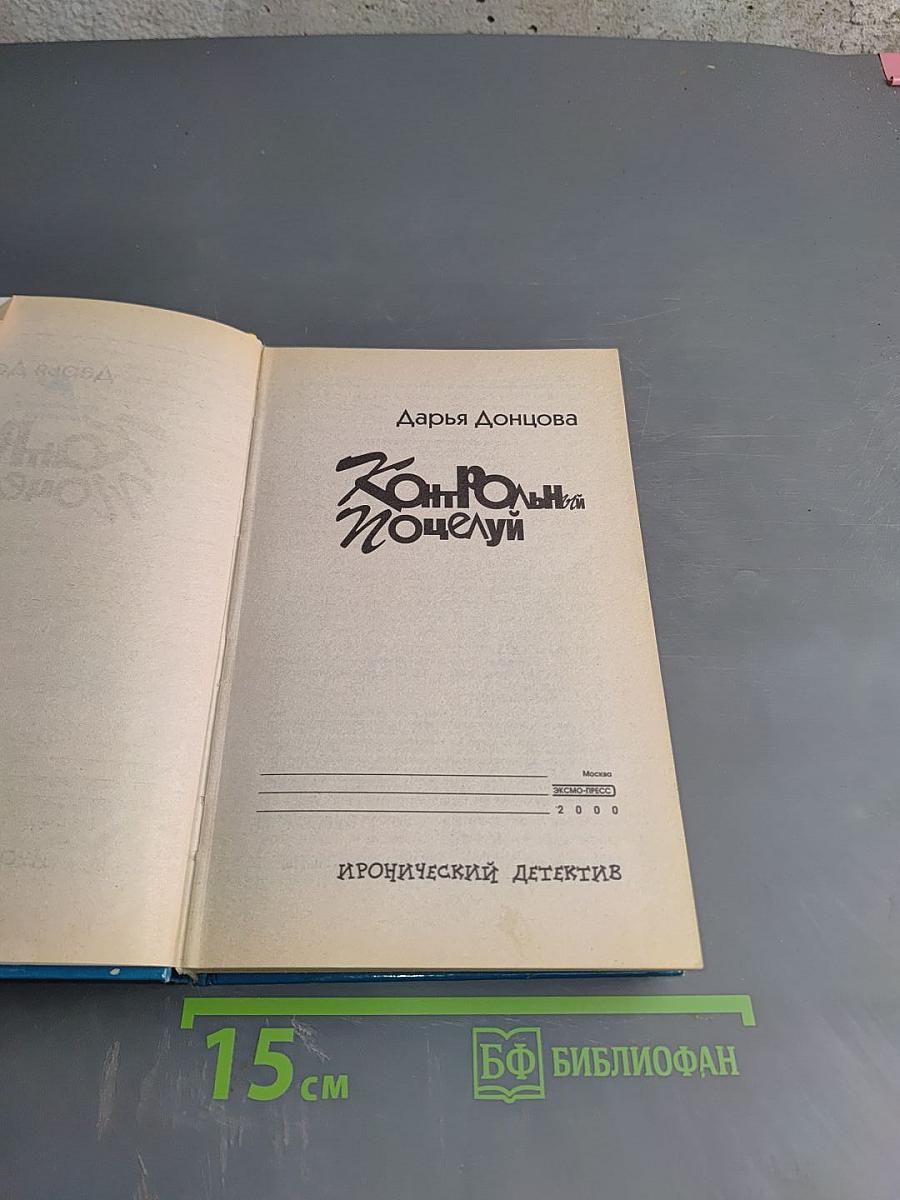 Дарья Донцова
Контрольный
Поцелуй
Москва
ЭКСМО-ПРЕСС
2000
ИРОНИЧЕСКИЙ ДЕТЕКТИВ
15 см
БФ БИБЛИОФАН